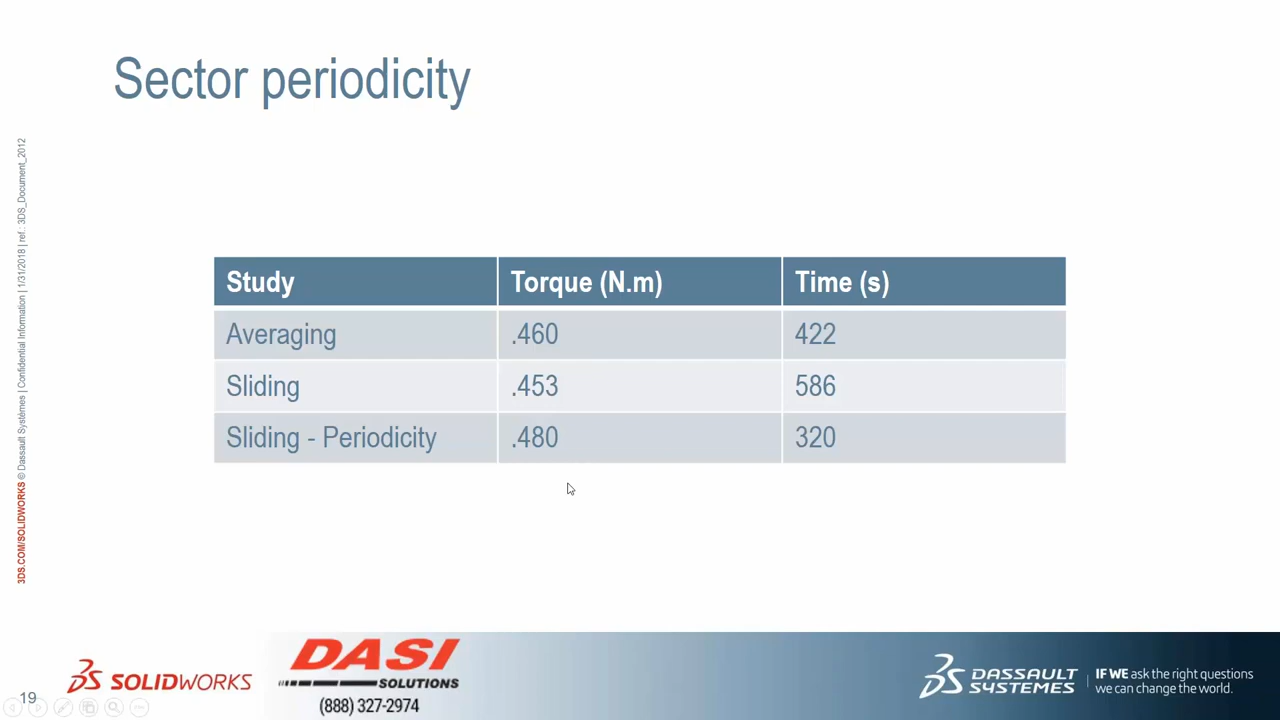 Sector periodicity
3DS.COM/SOLIDWORKS © Dassault Systèmes | Confidential Information | 1/31/2018 | ref.: 3DS_Document_2012
Study Torque (N.m) Time (s)
Averaging .460 422
Sliding .453 586
Sliding - Periodicity .480 320
19
SOLIDWORKS
DASI
SOLUTIONS
(888) 327-2974
DASSAULT
SYSTEMES
IF WE ask the right questions
we can change the world.